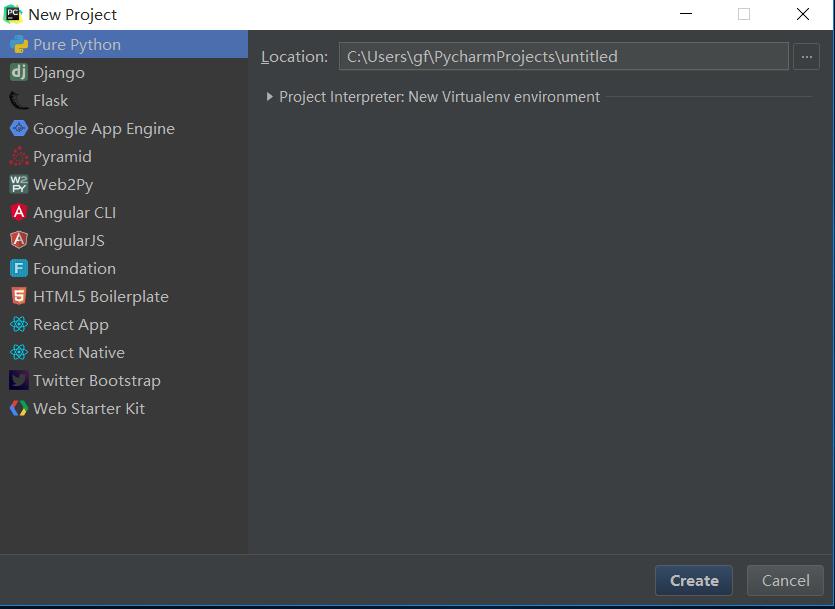 New Project
Pure Python
Location: C:\Users\gf\PycharmProjects\untitled ...
Django
Project Interpreter: New Virtualenv environment
Flask
Google App Engine
Pyramid
Web2Py
Angular CLI
AngularJS
Foundation
HTML5 Boilerplate
React App
React Native
Twitter Bootstrap
Web Starter Kit
Create Cancel